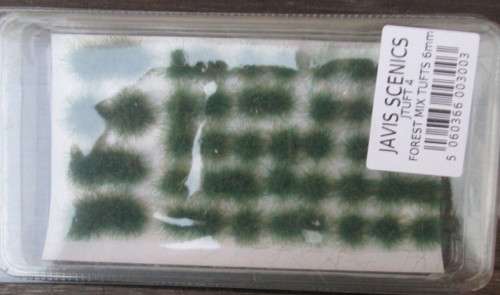 JAVIS SCENICS
JTUFT 4
FOREST MIX TUFTS 6mm
5 060366 003003